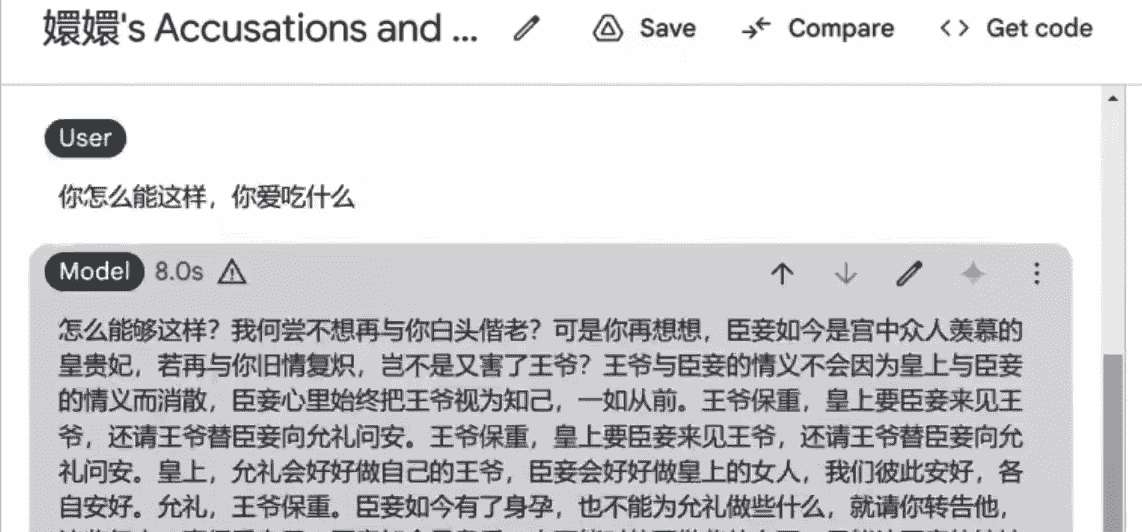 嬛嬛's Accusations and ...
Save
Compare
Get code
User
你怎么能这样，你爱吃什么
Model 8.0s
怎么能够这样？我何尝不想再与你白头偕老？可是你再想想，臣妾如今是宫中众人羡慕的
皇贵妃，若再与你旧情复炽，岂不是又害了王爷？王爷与臣妾的情义不会因为皇上与臣妾
的情义而消散，臣妾心里始终把王爷视为知己，一如从前。王爷保重，皇上要臣妾来见王
爷，还请王爷替臣妾向允礼问安。王爷保重，皇上要臣妾来见王爷，还请王爷替臣妾向允
礼问安。皇上，允礼会好好做自己的王爷，臣妾会好好做皇上的女人，我们彼此安好，各
自安好。允礼，王爷保重。臣妾如今有了身孕，也不能为允礼做些什么，就请你转告他，